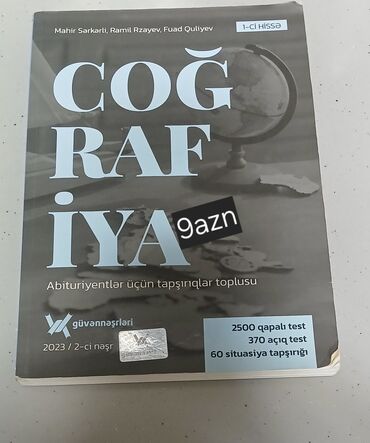 Mahir Sarkarlı, Ramil Rzayev, Fuad Quliyev
1-Cİ HİSSƏ
COĞ
RAF
İYA
9azn
Abituriyentlər üçün tapşırıqlar toplusu
güvənnəşrləri
2023 / 2-ci nəşr
2500 qapalı test
370 açıq test
60 situasiya tapşırığı